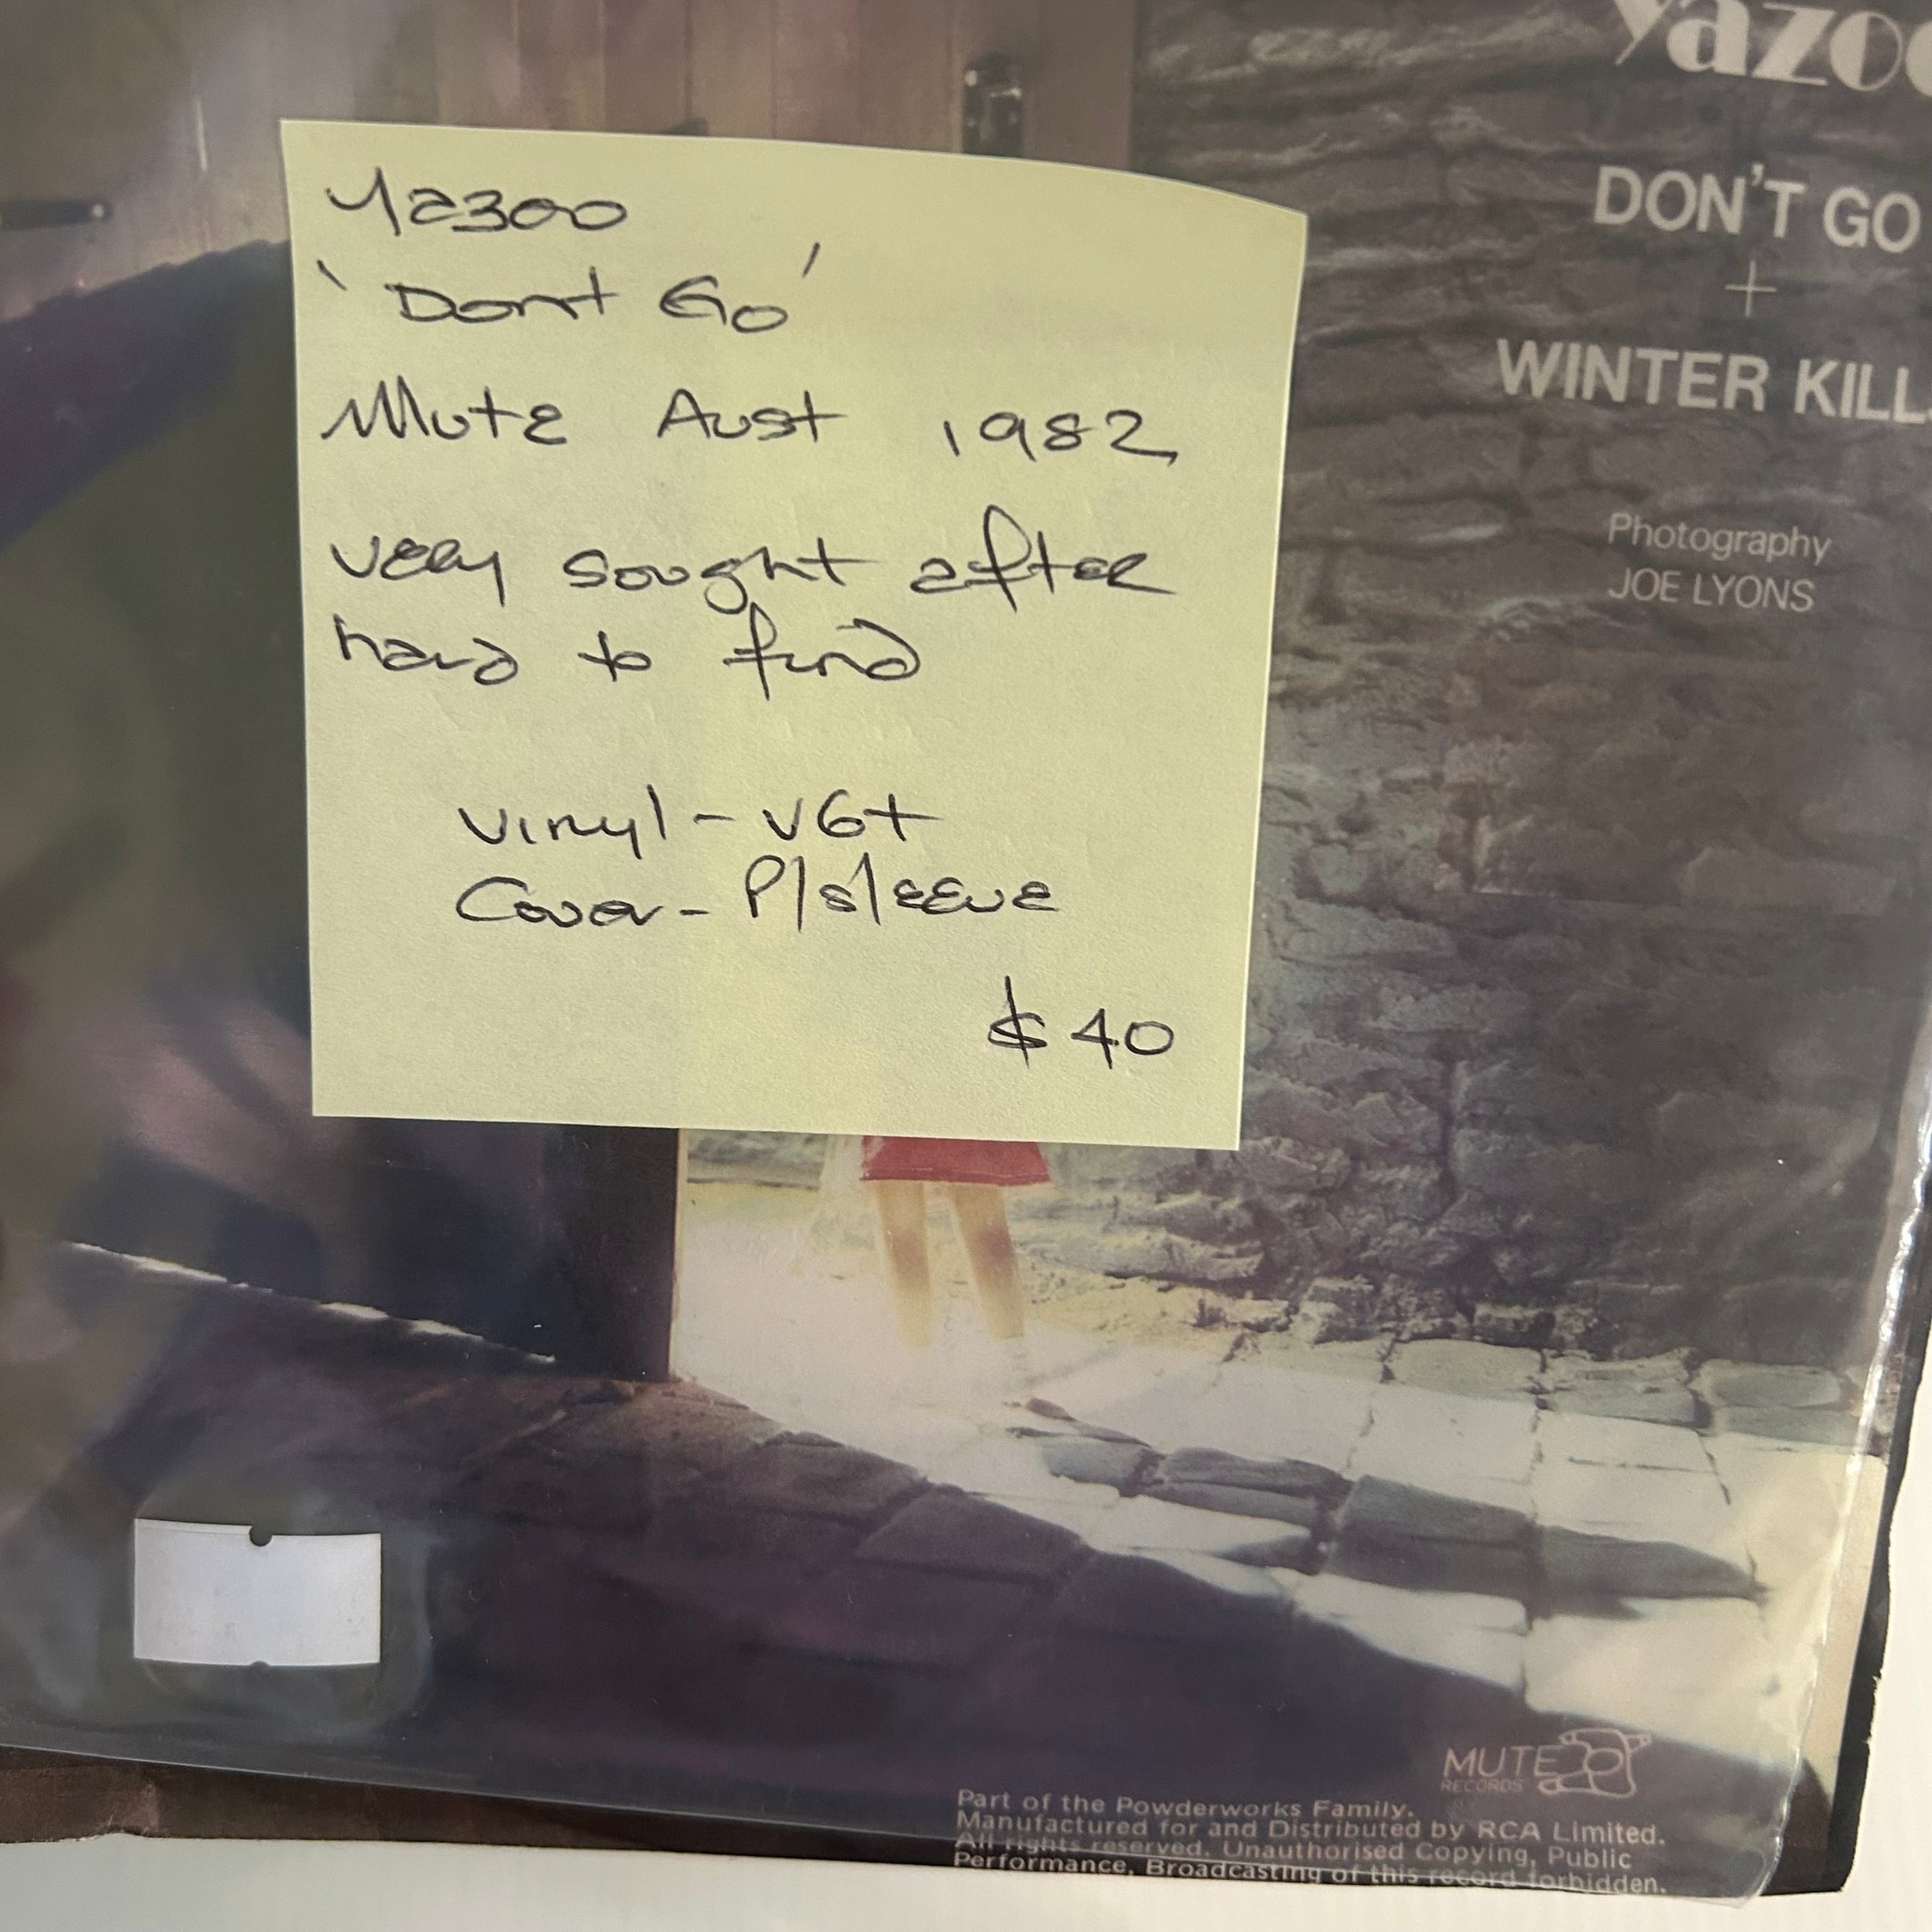 Yazoo
'Dont Go'
Mute Aust 1982
very sought after
hard to find
Vinyl - VG+
Cover - P/sleeve
$40
yazoo
DON'T GO
+
WINTER KILL
Photography
JOE LYONS
MUTE
RECORDS
Part of the Powderworks Family.
Manufactured for and Distributed by RCA Limited.
All rights reserved. Unauthorised Copying, Public
Performance, Broadcasting of this record forbidden.